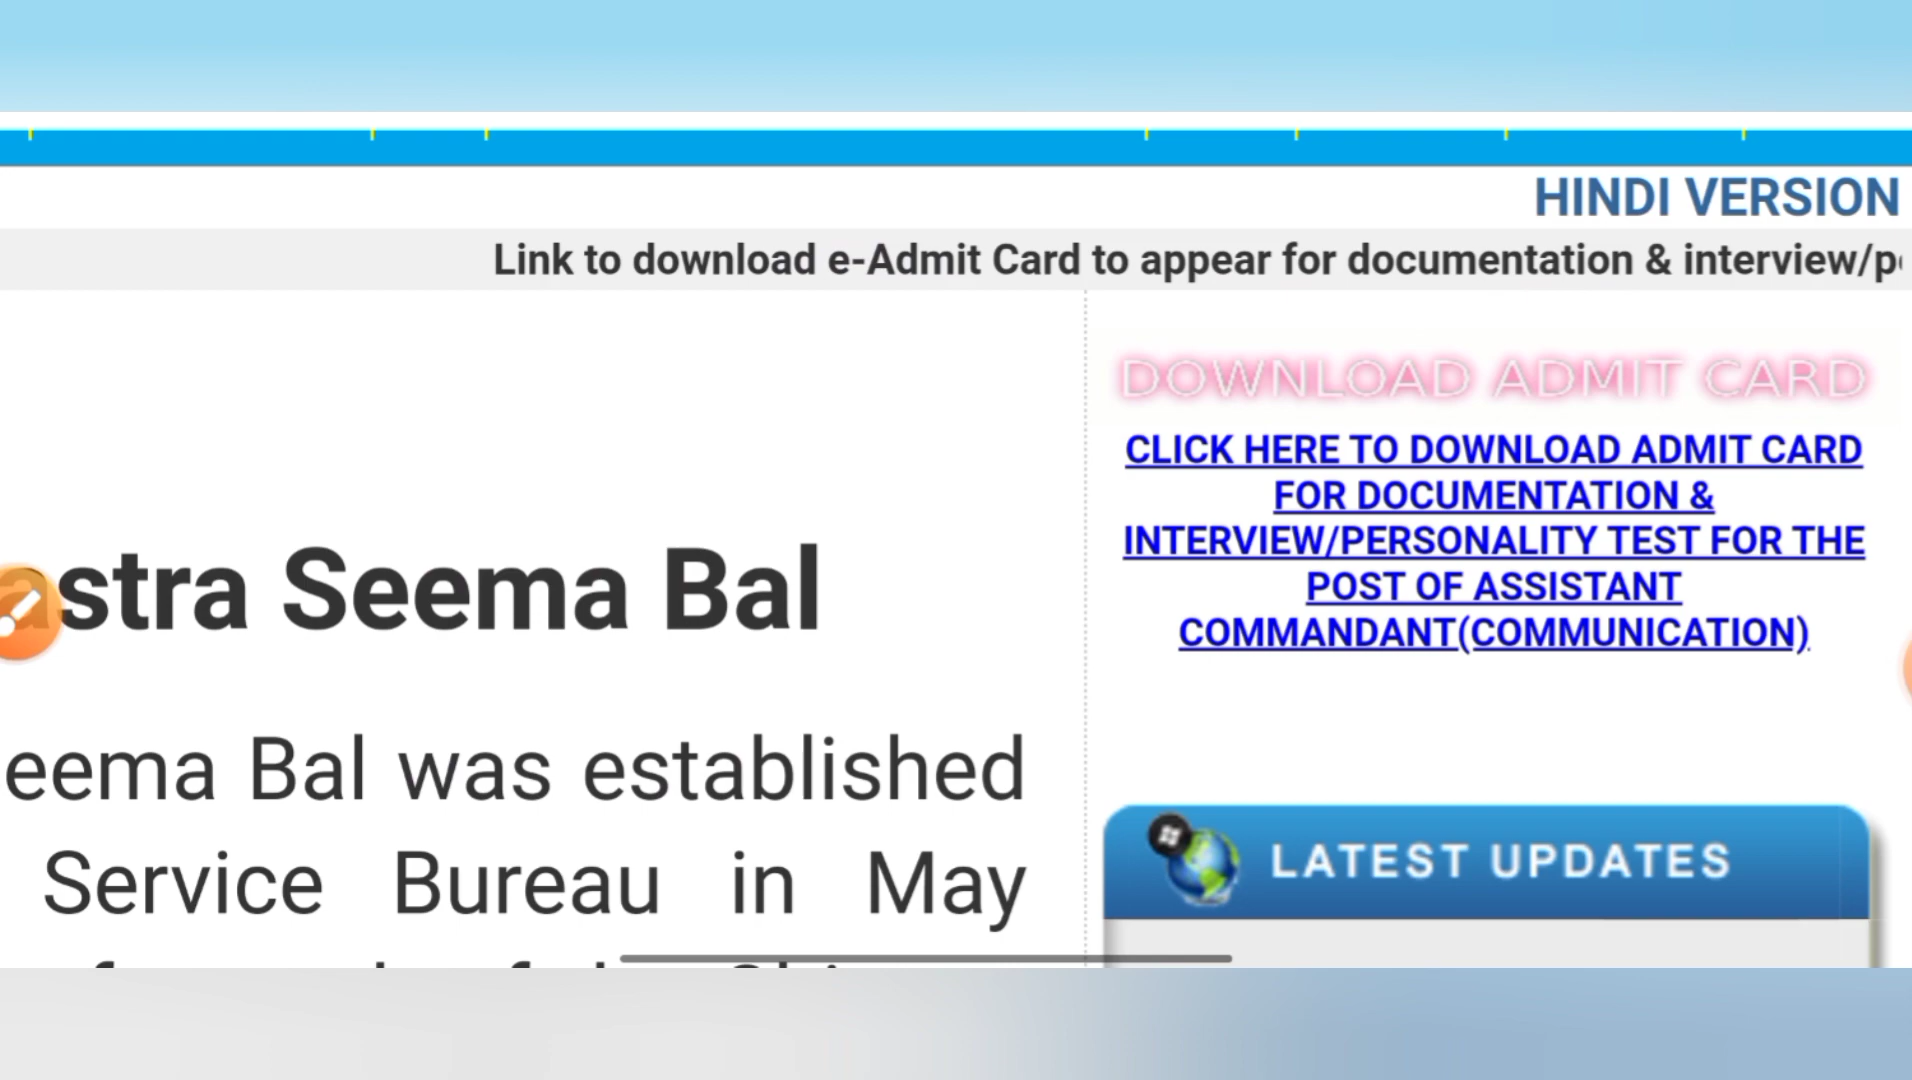 HINDI VERSION
Link to download e-Admit Card to appear for documentation & interview/p
astra Seema Bal
eema Bal was established
Service Bureau in May
DOWNLOAD ADMIT CARD
CLICK HERE TO DOWNLOAD ADMIT CARD
FOR DOCUMENTATION &
INTERVIEW/PERSONALITY TEST FOR THE
POST OF ASSISTANT
COMMANDANT(COMMUNICATION)
LATEST UPDATES